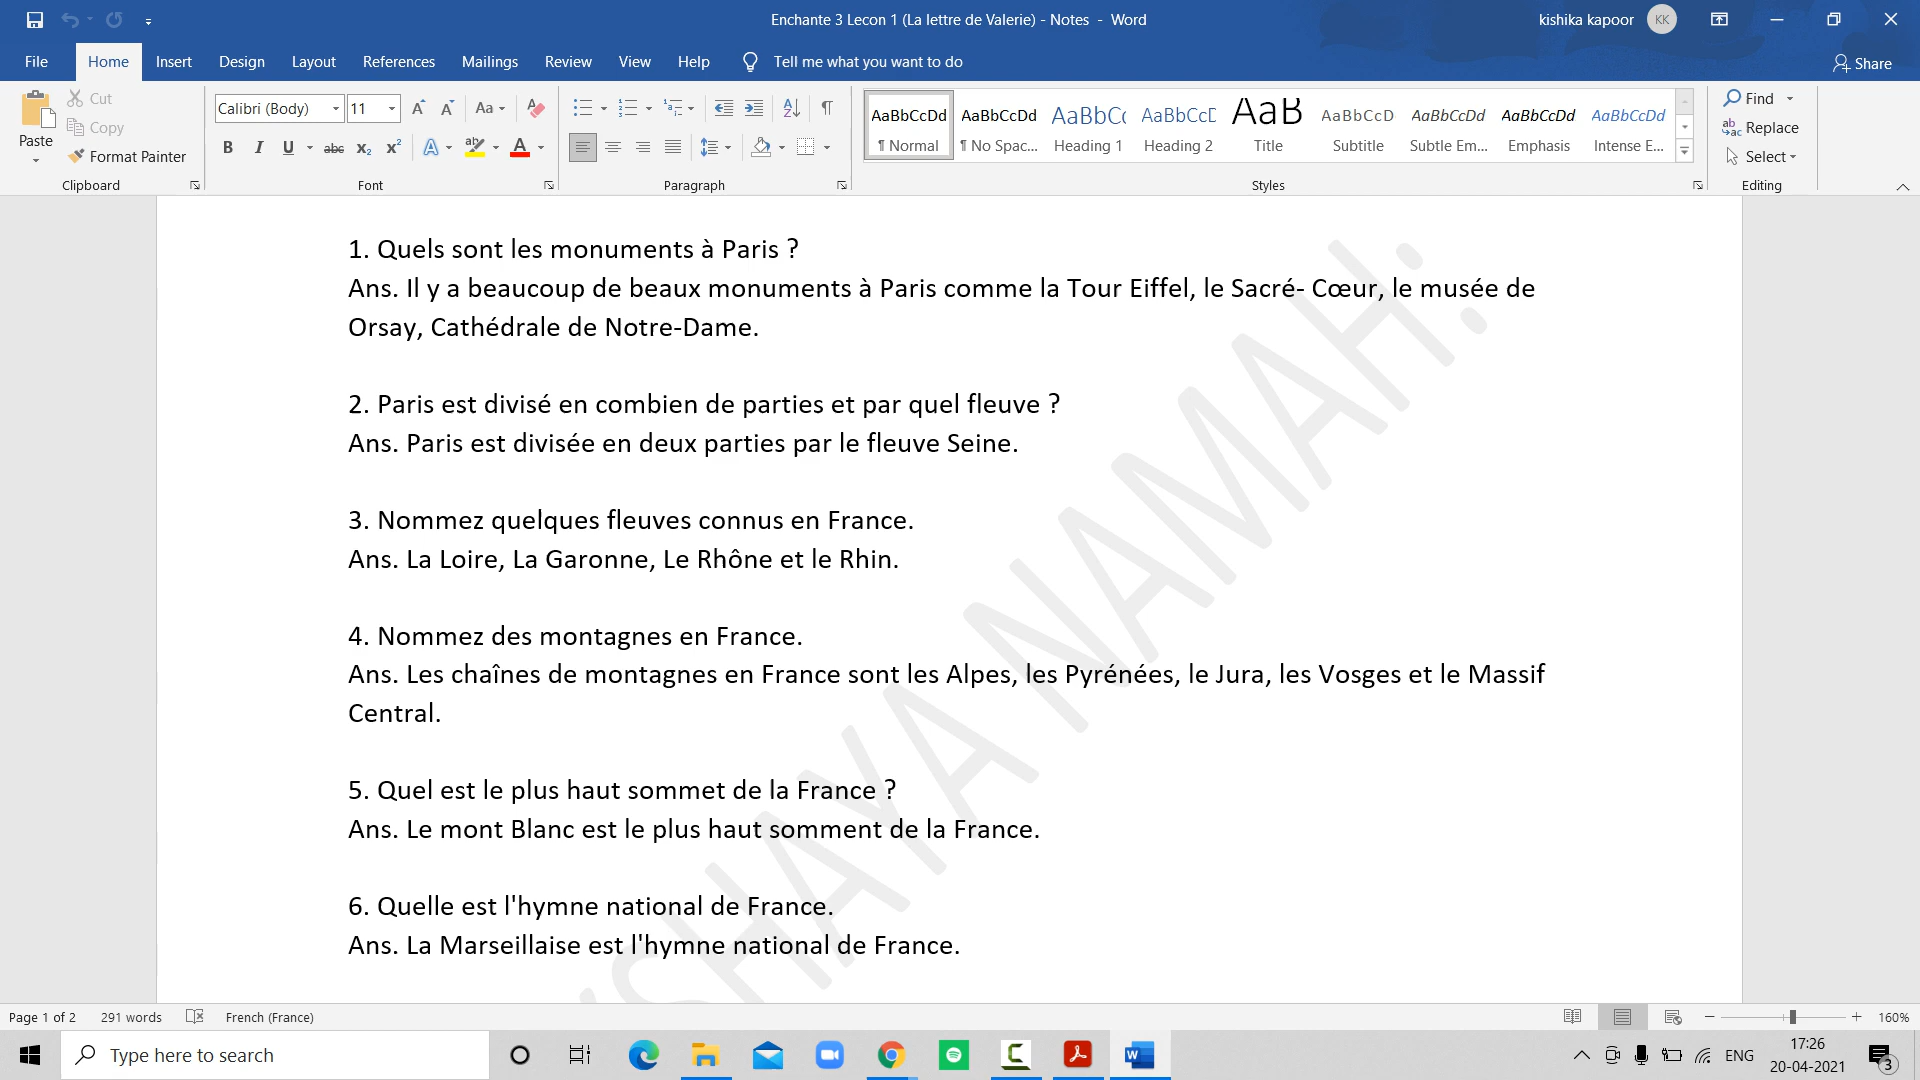 Enchante 3 Lecon 1 (La lettre de Valerie) - Notes - Word
kishika kapoor KK
File Home Insert Design Layout References Mailings Review View Help Tell me what you want to do Share
Paste
Cut
Copy
Format Painter
Clipboard
Calibri (Body) 11
Aa
B I U abc X₂ X² A ab A
Font
Paragraph
AaBbCcDd AaBbCcDd AaBbCc AaBbCcD AaB AaBbCcD AaBbCcDd AaBbCcDd AaBbCcDd
¶ Normal ¶ No Spac... Heading 1 Heading 2 Title Subtitle Subtle Em... Emphasis Intense E...
Styles
Find
Replace
Select
Editing
1. Quels sont les monuments à Paris ?
Ans. Il y a beaucoup de beaux monuments à Paris comme la Tour Eiffel, le Sacré- Cœur, le musée de
Orsay, Cathédrale de Notre-Dame.
2. Paris est divisé en combien de parties et par quel fleuve ?
Ans. Paris est divisée en deux parties par le fleuve Seine.
3. Nommez quelques fleuves connus en France.
Ans. La Loire, La Garonne, Le Rhône et le Rhin.
4. Nommez des montagnes en France.
Ans. Les chaînes de montagnes en France sont les Alpes, les Pyrénées, le Jura, les Vosges et le Massif
Central.
5. Quel est le plus haut sommet de la France ?
Ans. Le mont Blanc est le plus haut somment de la France.
6. Quelle est l'hymne national de France.
Ans. La Marseillaise est l'hymne national de France.
SHAYA NAMAH:
Page 1 of 2 291 words French (France) 160%
Type here to search
ENG
17:26
20-04-2021
3